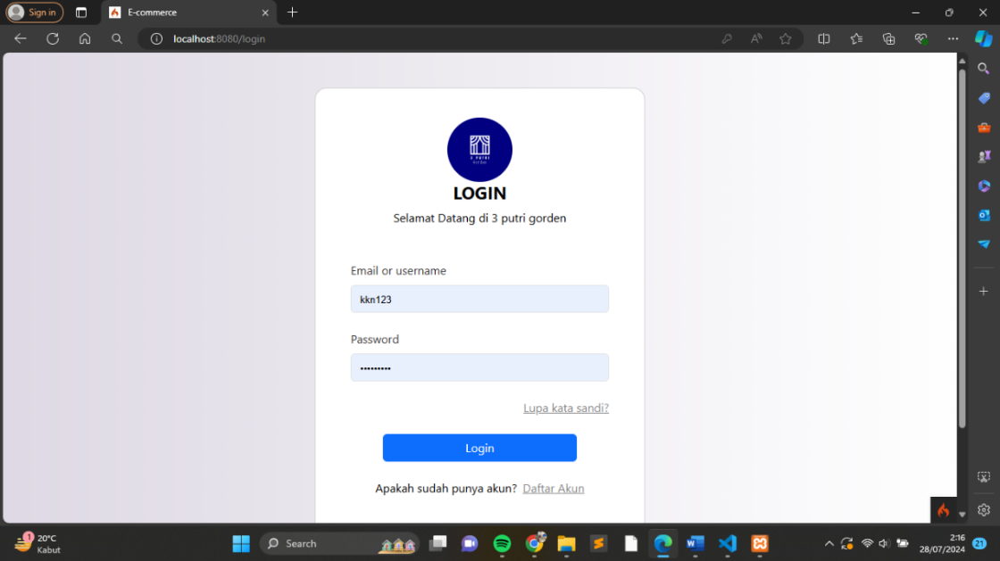 Sign in
E-commerce
localhost:8080/login
3 PUTRI
LOGIN
Selamat Datang di 3 putri gorden
Email or username
kkn123
Password
•••••••••
Lupa kata sandi?
Login
Apakah sudah punya akun? Daftar Akun
1
20°C
Kabut
Search
2:16
28/07/2024
21